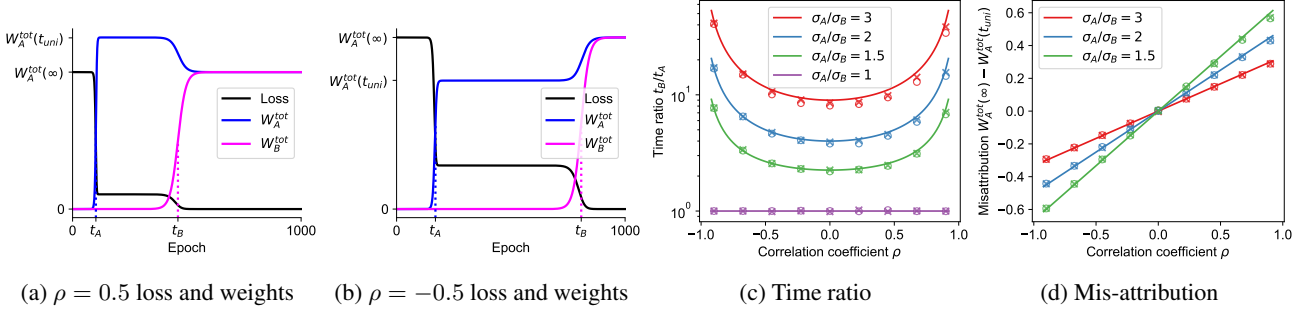 W_A^{tot}(t_{uni})
W_A^{tot}(∞)
0
Loss
W_A^{tot}
W_B^{tot}
0
t_A
t_B
1000
Epoch
(a) ρ = 0.5 loss and weights
W_A^{tot}(∞)
W_A^{tot}(t_{uni})
0
Loss
W_A^{tot}
W_B^{tot}
0
t_A
t_B
1000
Epoch
(b) ρ = −0.5 loss and weights
Time ratio t_B/t_A
10^1
10^0
σ_A/σ_B = 3
σ_A/σ_B = 2
σ_A/σ_B = 1.5
σ_A/σ_B = 1
−1.0 −0.5 0.0 0.5 1.0
Correlation coefficient ρ
(c) Time ratio
Misattribution W_A^{tot}(∞) − W_A^{tot}(t_{uni})
0.6
0.4
0.2
0.0
−0.2
−0.4
−0.6
σ_A/σ_B = 3
σ_A/σ_B = 2
σ_A/σ_B = 1.5
−1.0 −0.5 0.0 0.5 1.0
Correlation coefficient ρ
(d) Mis-attribution